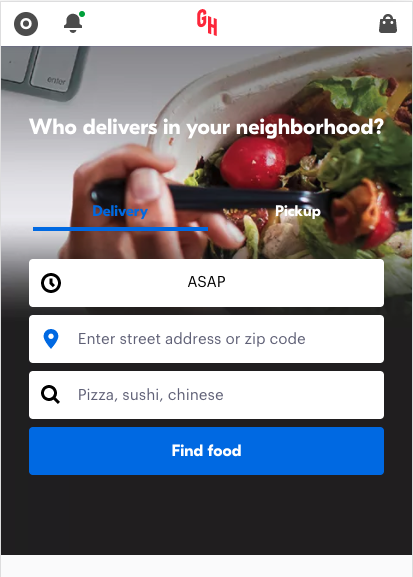 GH
enter
Who delivers in your neighborhood?
Delivery Pickup
ASAP
Enter street address or zip code
Pizza, sushi, chinese
Find food